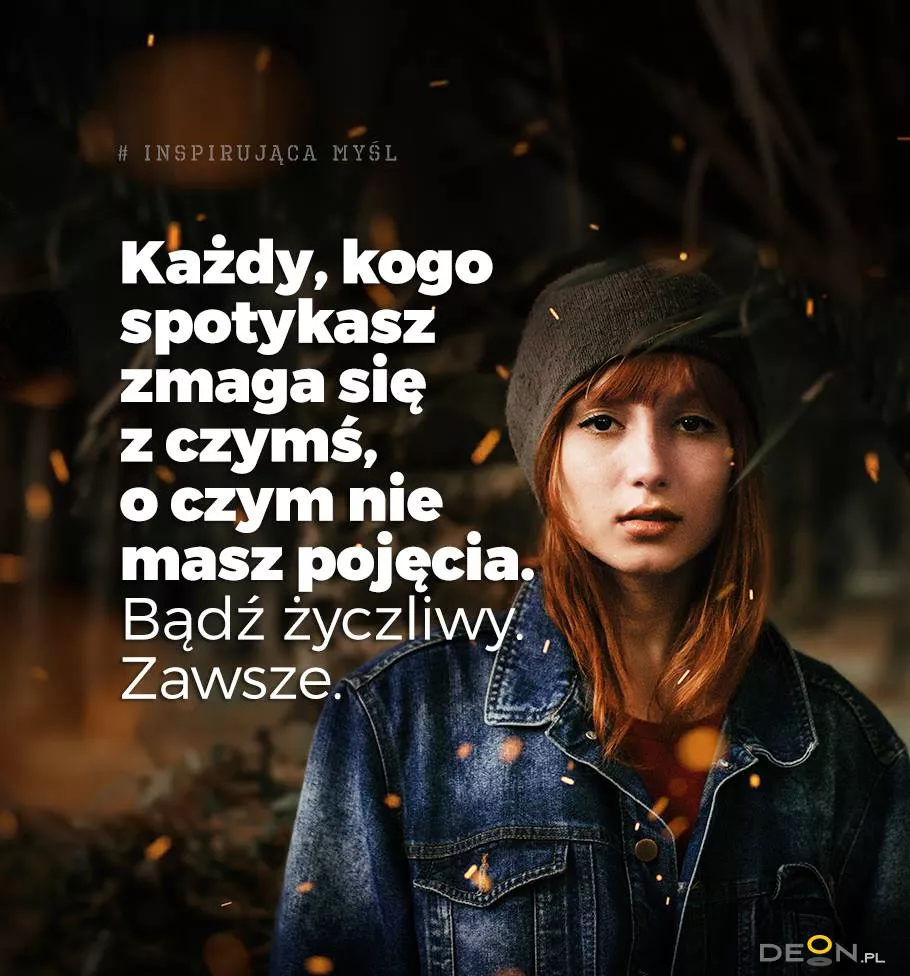 # INSPIRUJĄCA MYŚL
Każdy, kogo
spotykasz
zmaga się
z czymś,
o czym nie
masz pojęcia.
Bądź życzliwy.
Zawsze.
DEON.PL